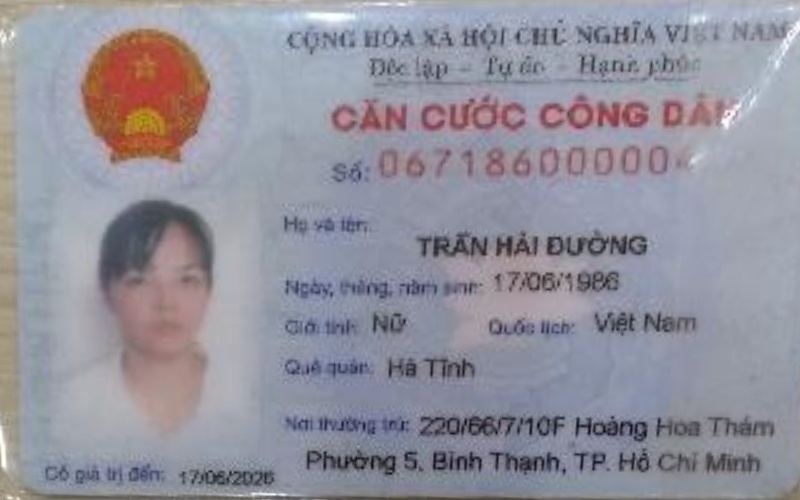 CỘNG HÒA XÃ HỘI CHỦ NGHĨA VIỆT NAM
Độc lập - Tự do - Hạnh phúc
CĂN CƯỚC CÔNG DÂN
Số: 067186000004
Họ và tên:
TRẦN HẢI ĐƯỜNG
Ngày, tháng, năm sinh: 17/06/1986
Giới tính: Nữ Quốc tịch: Việt Nam
Quê quán: Hà Tĩnh
Nơi thường trú: 220/66/7/10F Hoàng Hoa Thám
Phường 5, Bình Thạnh, TP. Hồ Chí Minh
Có giá trị đến: 17/06/2026